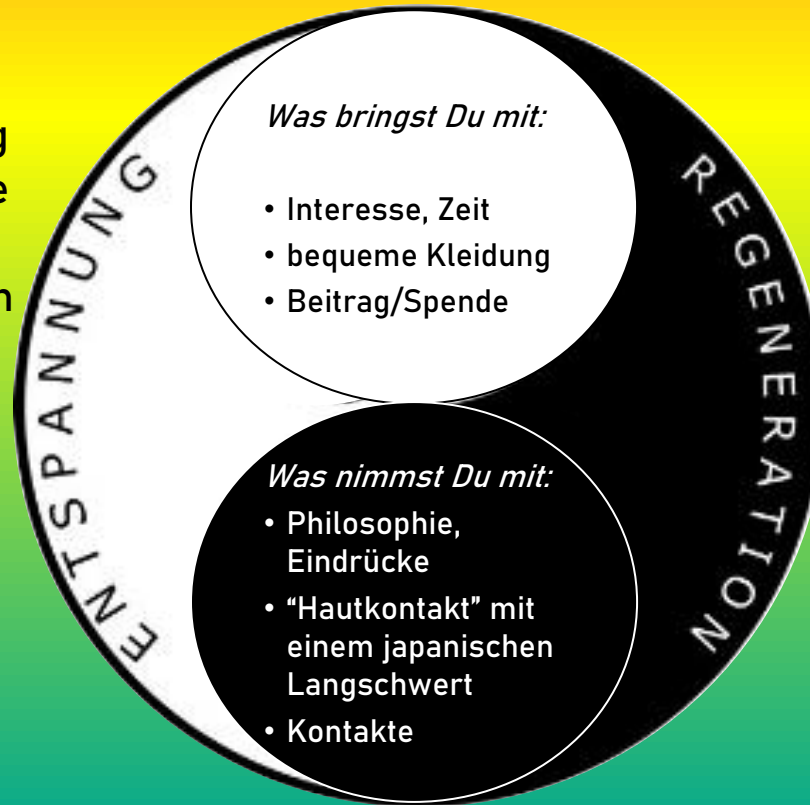 ENTSPANNUNG
Was bringst Du mit:
• Interesse, Zeit
• bequeme Kleidung
• Beitrag/Spende
REGENERATION
Was nimmst Du mit:
• Philosophie,
Eindrücke
• “Hautkontakt” mit
einem japanischen
Langschwert
• Kontakte